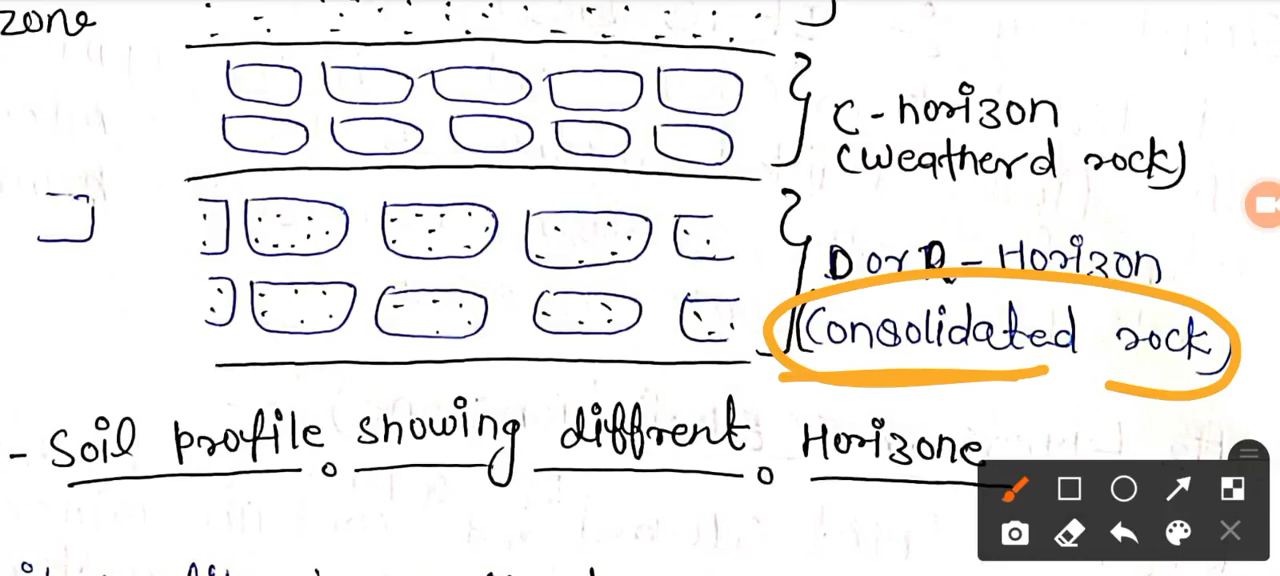 zone
C-horizon
(weatherd rock)
D or R - Horizon
(consolidated rock)
- Soil profile showing diffrent Horizone